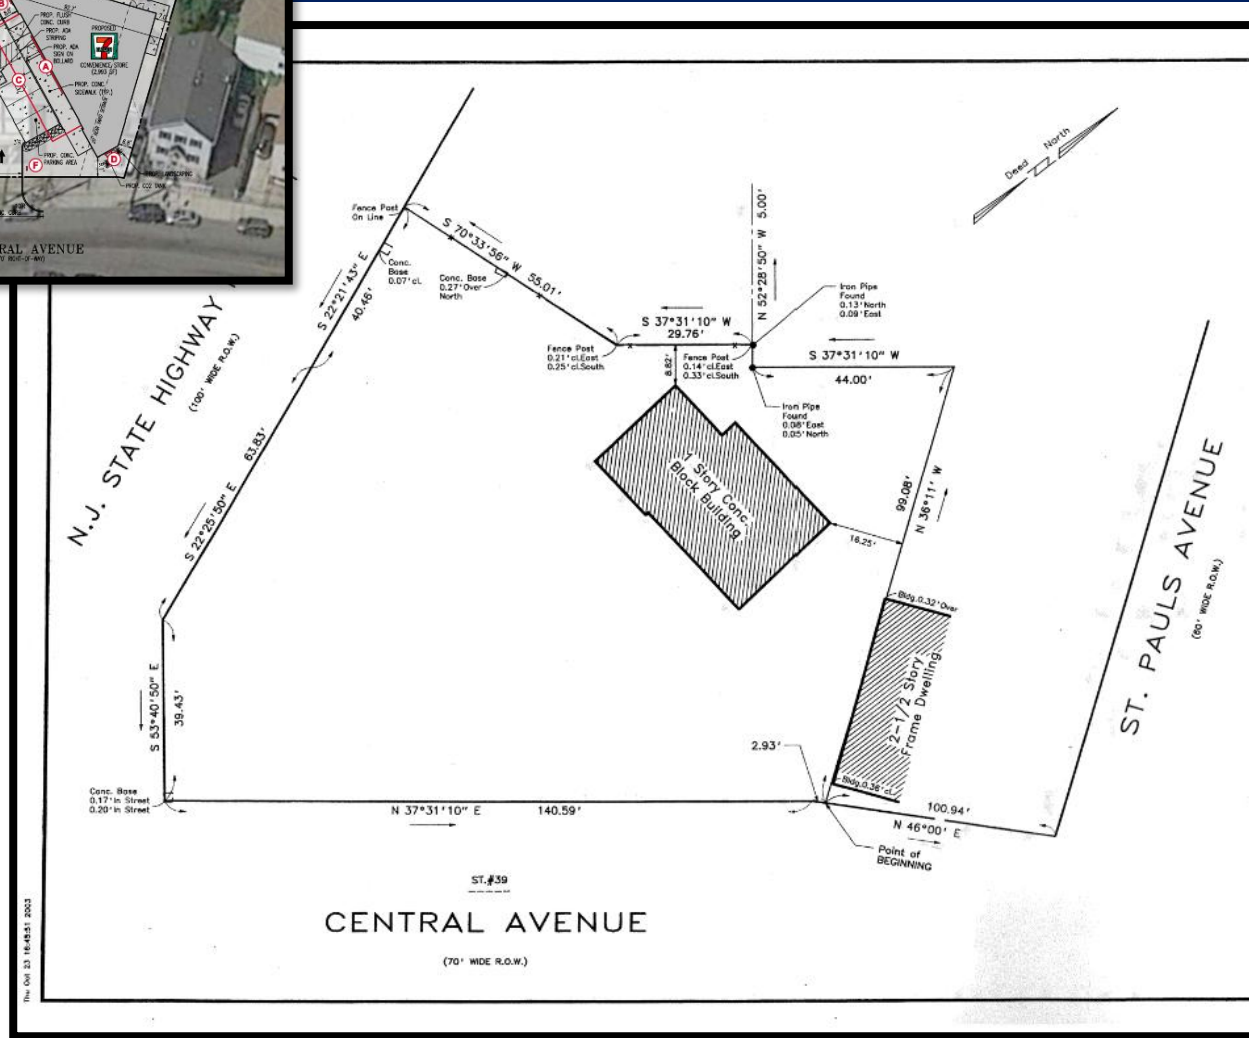 PROP. FLUSH
CONC. CURB
PROP. ADA
STRIPING
PROP. ADA
SIGN ON
BOLLARD
PROPOSED
7
CONVENIENCE STORE
PROP. CONC.
SIDEWALK (TYP.)
A
C
D
F
PROP. CONC.
PARKING AREA
PROP. CO2 TANK
RAL AVENUE
N.J. STATE HIGHWAY
(100' WIDE R.O.W.)
Fence Post
On Line
S 70°33'56" W 55.01'
Conc.
Base
0.07'cl.
Conc. Base
0.27'Over
North
S 22°21'43" E
40.46'
63.83'
S 22°25'50" E
S 53°40'50" E
39.43'
Conc. Base
0.17'In Street
0.20'In Street
N 37°31'10" E 140.59'
S 37°31'10" W
29.76'
Fence Post
0.21'cl.East
0.25'cl.South
8.82'
Fence Post
0.14'cl.East
0.33'cl.South
N 52°28'50" W 5.00'
Iron Pipe
Found
0.13'North
0.09'East
S 37°31'10" W
44.00'
Iron Pipe
Found
0.08'East
0.05'North
Deed North
1 Story Conc.
Block Building
16.25'
99.08'
N 36°11' W
Bldg.0.32'Over
2-1/2 Story
Frame Dwelling
Bldg.0.36'cl.
2.93'
100.94'
N 46°00' E
Point of
BEGINNING
ST. PAULS AVENUE
(60' WIDE R.O.W.)
ST.#39
CENTRAL AVENUE
(70' WIDE R.O.W.)
Thu Oct 23 16:45:51 2003